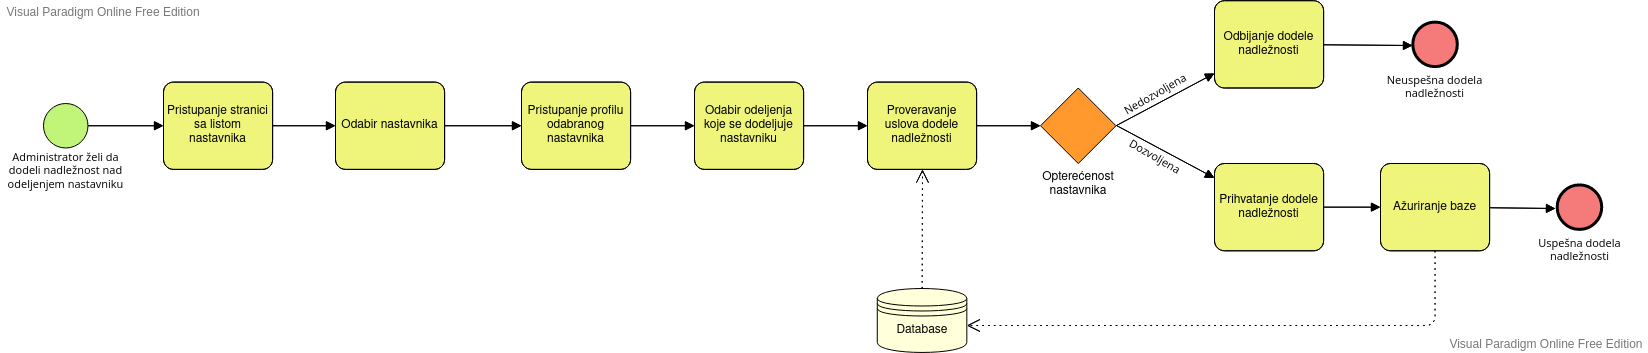 Visual Paradigm Online Free Edition
Administrator želi da
dodeli nadležnost nad
odeljenjem nastavniku
Pristupanje stranici
sa listom
nastavnika
Odabir nastavnika
Pristupanje profilu
odabranog
nastavnika
Odabir odeljenja
koje se dodeljuje
nastavniku
Proveravanje
uslova dodele
nadležnosti
Opterećenost
nastavnika
Nedozvoljena
Dozvoljena
Odbijanje dodele
nadležnosti
Neuspešna dodela
nadležnosti
Prihvatanje dodele
nadležnosti
Ažuriranje baze
Uspešna dodela
nadležnosti
Database
Visual Paradigm Online Free Edition